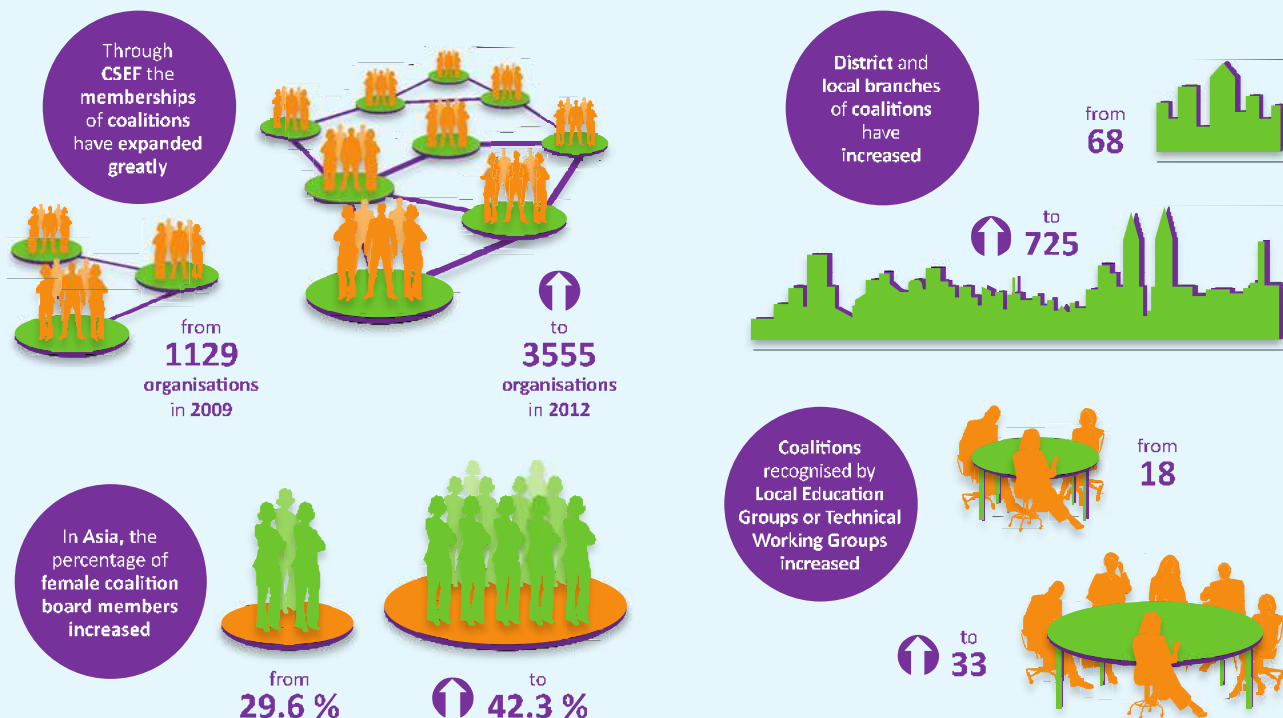 Through
CSEF the
memberships
of coalitions
have expanded
greatly
from
1129
organisations
in 2009
to
3555
organisations
in 2012
District and
local branches
of coalitions
have
increased
from
68
to
725
In Asia, the
percentage of
female coalition
board members
increased
from
29.6 %
to
42.3 %
Coalitions
recognised by
Local Education
Groups or Technical
Working Groups
increased
from
18
to
33